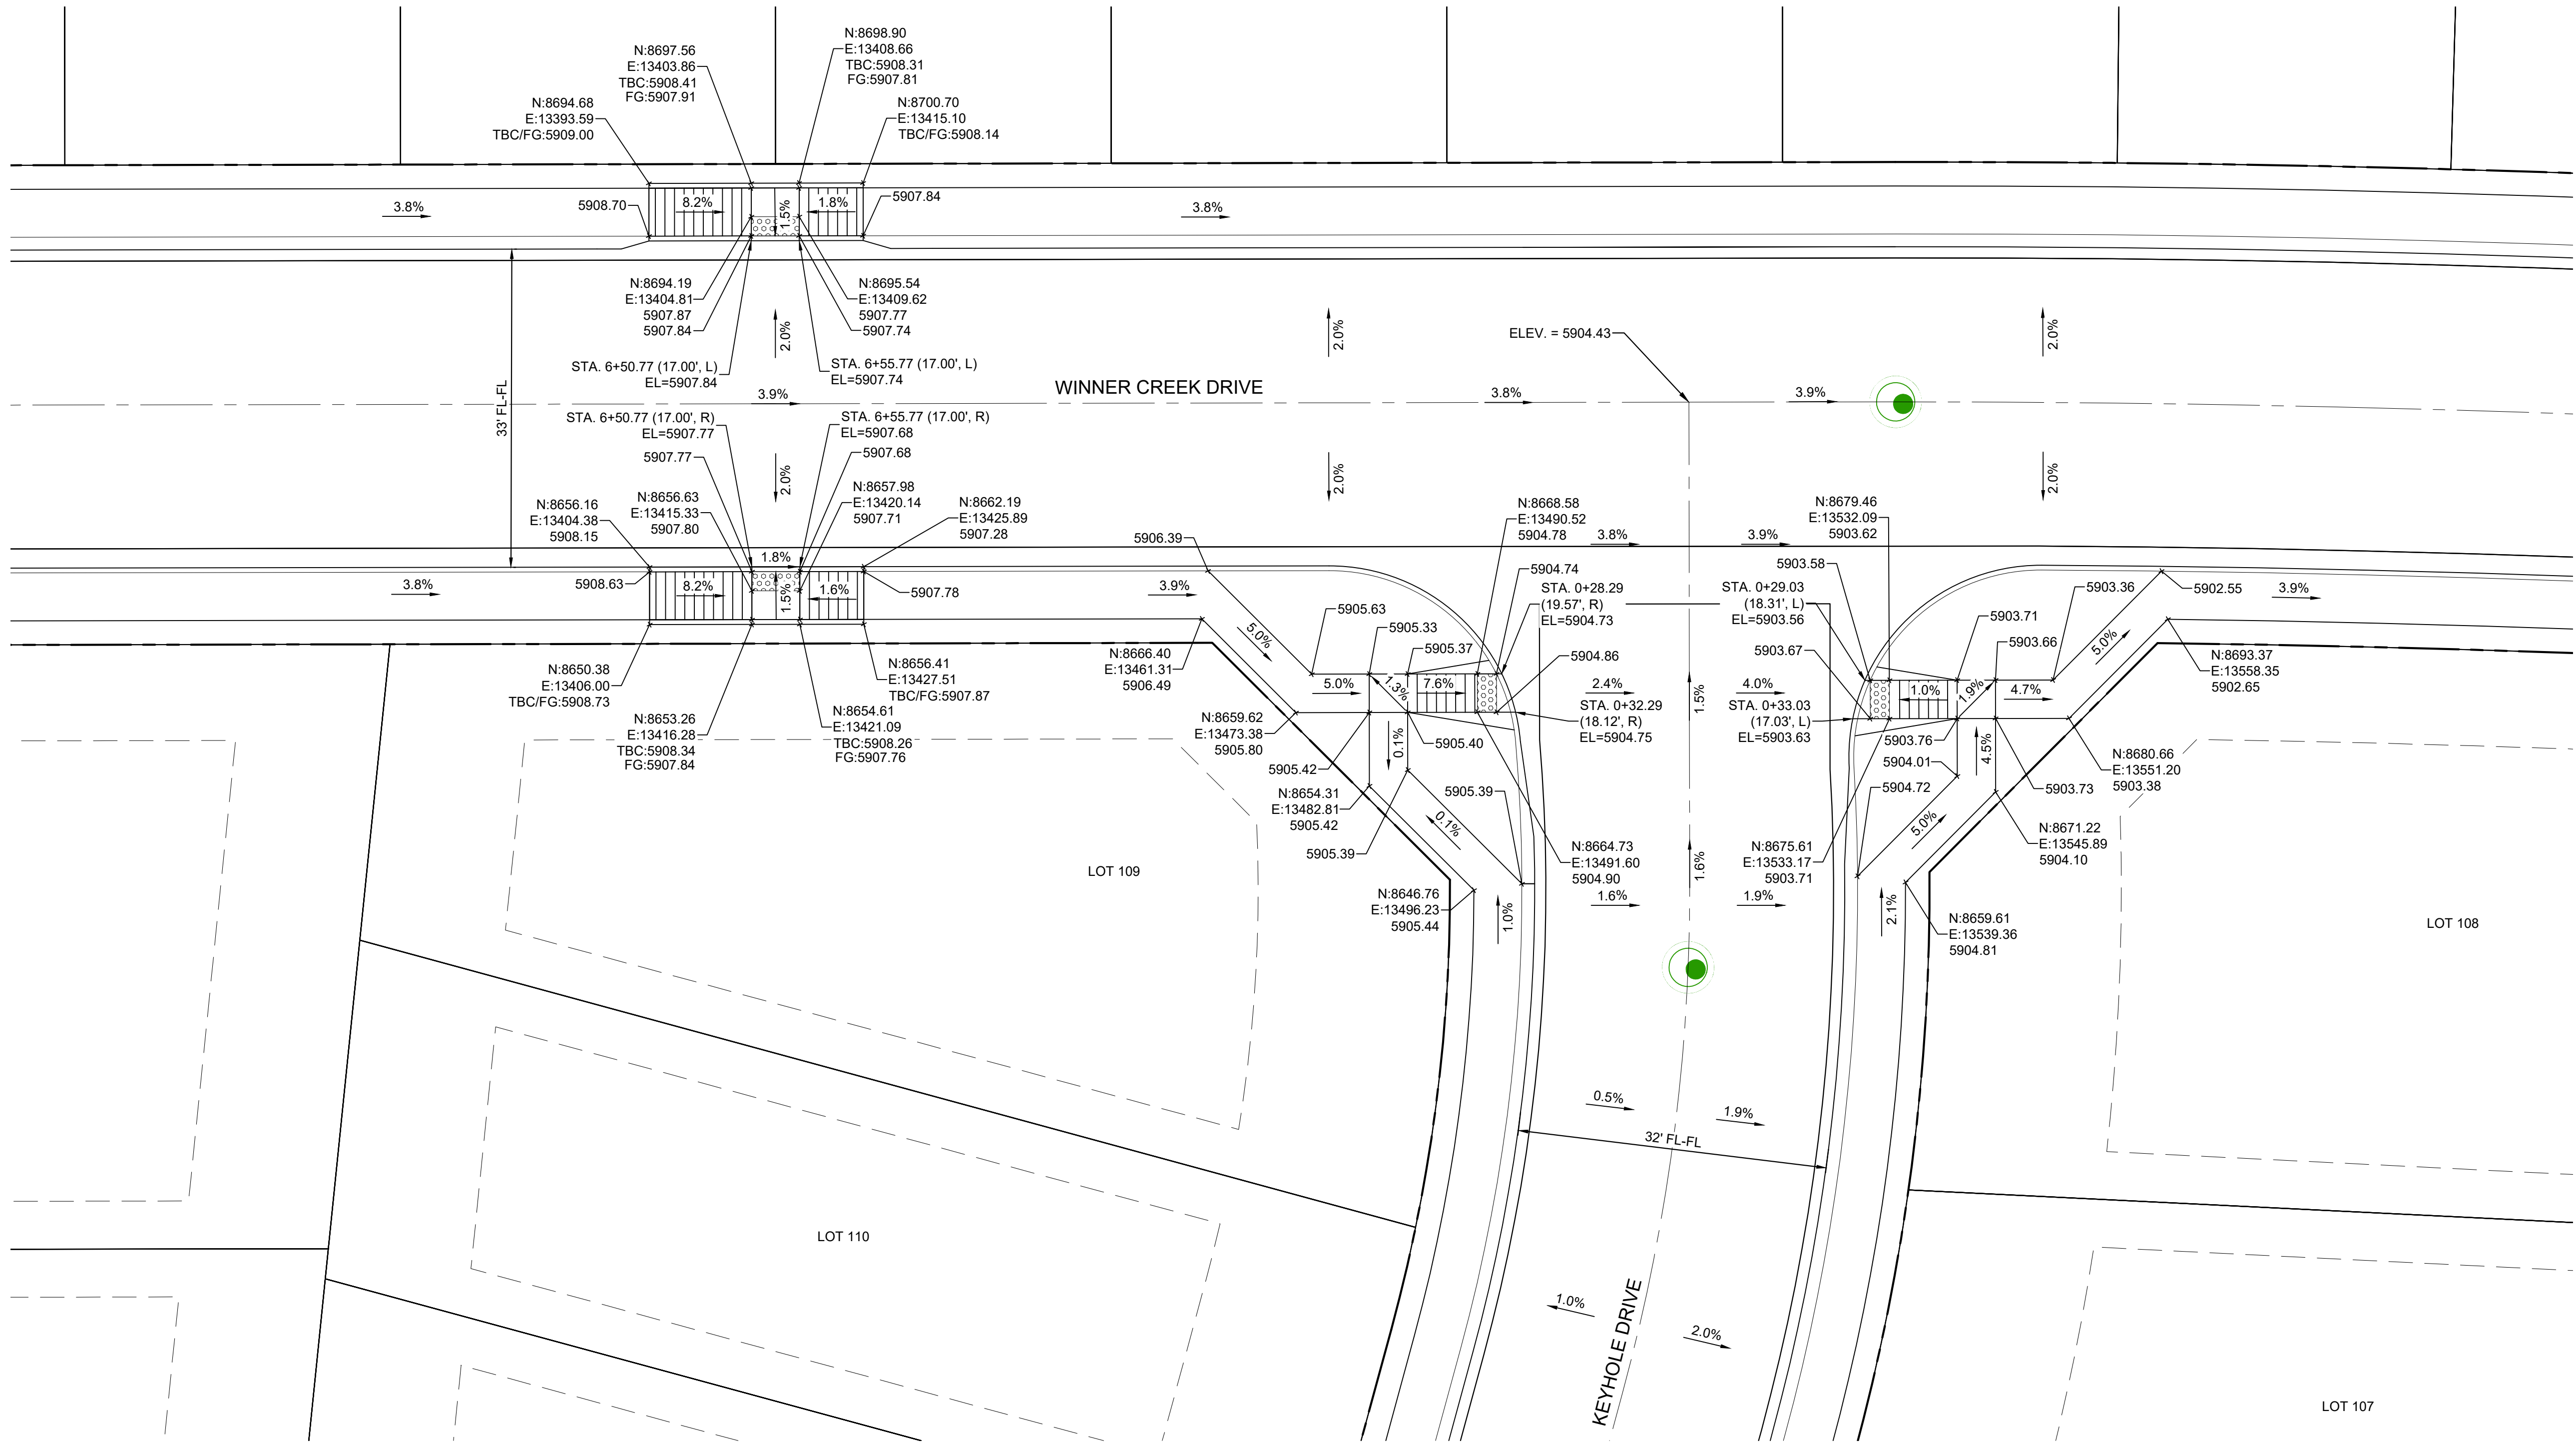 N:8698.90
E:13408.66
TBC:5908.31
FG:5907.81
N:8697.56
E:13403.86
TBC:5908.41
FG:5907.91
N:8694.68
E:13393.59
TBC/FG:5909.00
N:8700.70
E:13415.10
TBC/FG:5908.14
3.8%
5908.70
8.2%
1.5%
1.8%
5907.84
3.8%
N:8694.19
E:13404.81
5907.87
5907.84
N:8695.54
E:13409.62
5907.77
5907.74
2.0%
2.0%
2.0%
ELEV. = 5904.43
STA. 6+50.77 (17.00', L)
EL=5907.84
STA. 6+55.77 (17.00', L)
EL=5907.74
33' FL-FL
3.9%
WINNER CREEK DRIVE
3.8%
3.9%
STA. 6+50.77 (17.00', R)
EL=5907.77
STA. 6+55.77 (17.00', R)
EL=5907.68
5907.77
5907.68
2.0%
2.0%
2.0%
N:8656.16
E:13404.38
5908.15
N:8656.63
E:13415.33
5907.80
N:8657.98
E:13420.14
5907.71
N:8662.19
E:13425.89
5907.28
5906.39
N:8668.58
E:13490.52
5904.78
3.8%
3.9%
N:8679.46
E:13532.09
5903.62
3.8%
5908.63
8.2%
1.8%
1.5%
1.6%
5907.78
3.9%
5904.74
STA. 0+28.29
(19.57', R)
EL=5904.73
5903.58
STA. 0+29.03
(18.31', L)
EL=5903.56
5903.36
5902.55
3.9%
5905.63
5905.33
5905.37
5904.86
5903.67
5903.71
5903.66
5.0%
5.0%
N:8650.38
E:13406.00
TBC/FG:5908.73
N:8653.26
E:13416.28
TBC:5908.34
FG:5907.84
N:8654.61
E:13421.09
TBC:5908.26
FG:5907.76
N:8656.41
E:13427.51
TBC/FG:5907.87
N:8666.40
E:13461.31
5906.49
N:8693.37
E:13558.35
5902.65
5.0%
1.3%
7.6%
2.4%
1.5%
4.0%
1.0%
1.9%
4.7%
N:8659.62
E:13473.38
5905.80
STA. 0+32.29
(18.12', R)
EL=5904.75
STA. 0+33.03
(17.03', L)
EL=5903.63
0.1%
5905.40
5903.76
4.5%
5905.42
5904.01
N:8680.66
E:13551.20
5903.38
N:8654.31
E:13482.81
5905.42
5905.39
5904.72
5903.73
0.1%
5.0%
5905.39
N:8664.73
E:13491.60
5904.90
1.6%
N:8675.61
E:13533.17
5903.71
N:8671.22
E:13545.89
5904.10
LOT 109
N:8646.76
E:13496.23
5905.44
1.0%
1.6%
1.9%
2.1%
N:8659.61
E:13539.36
5904.81
LOT 108
0.5%
1.9%
32' FL-FL
LOT 110
1.0%
2.0%
KEYHOLE DRIVE
LOT 107